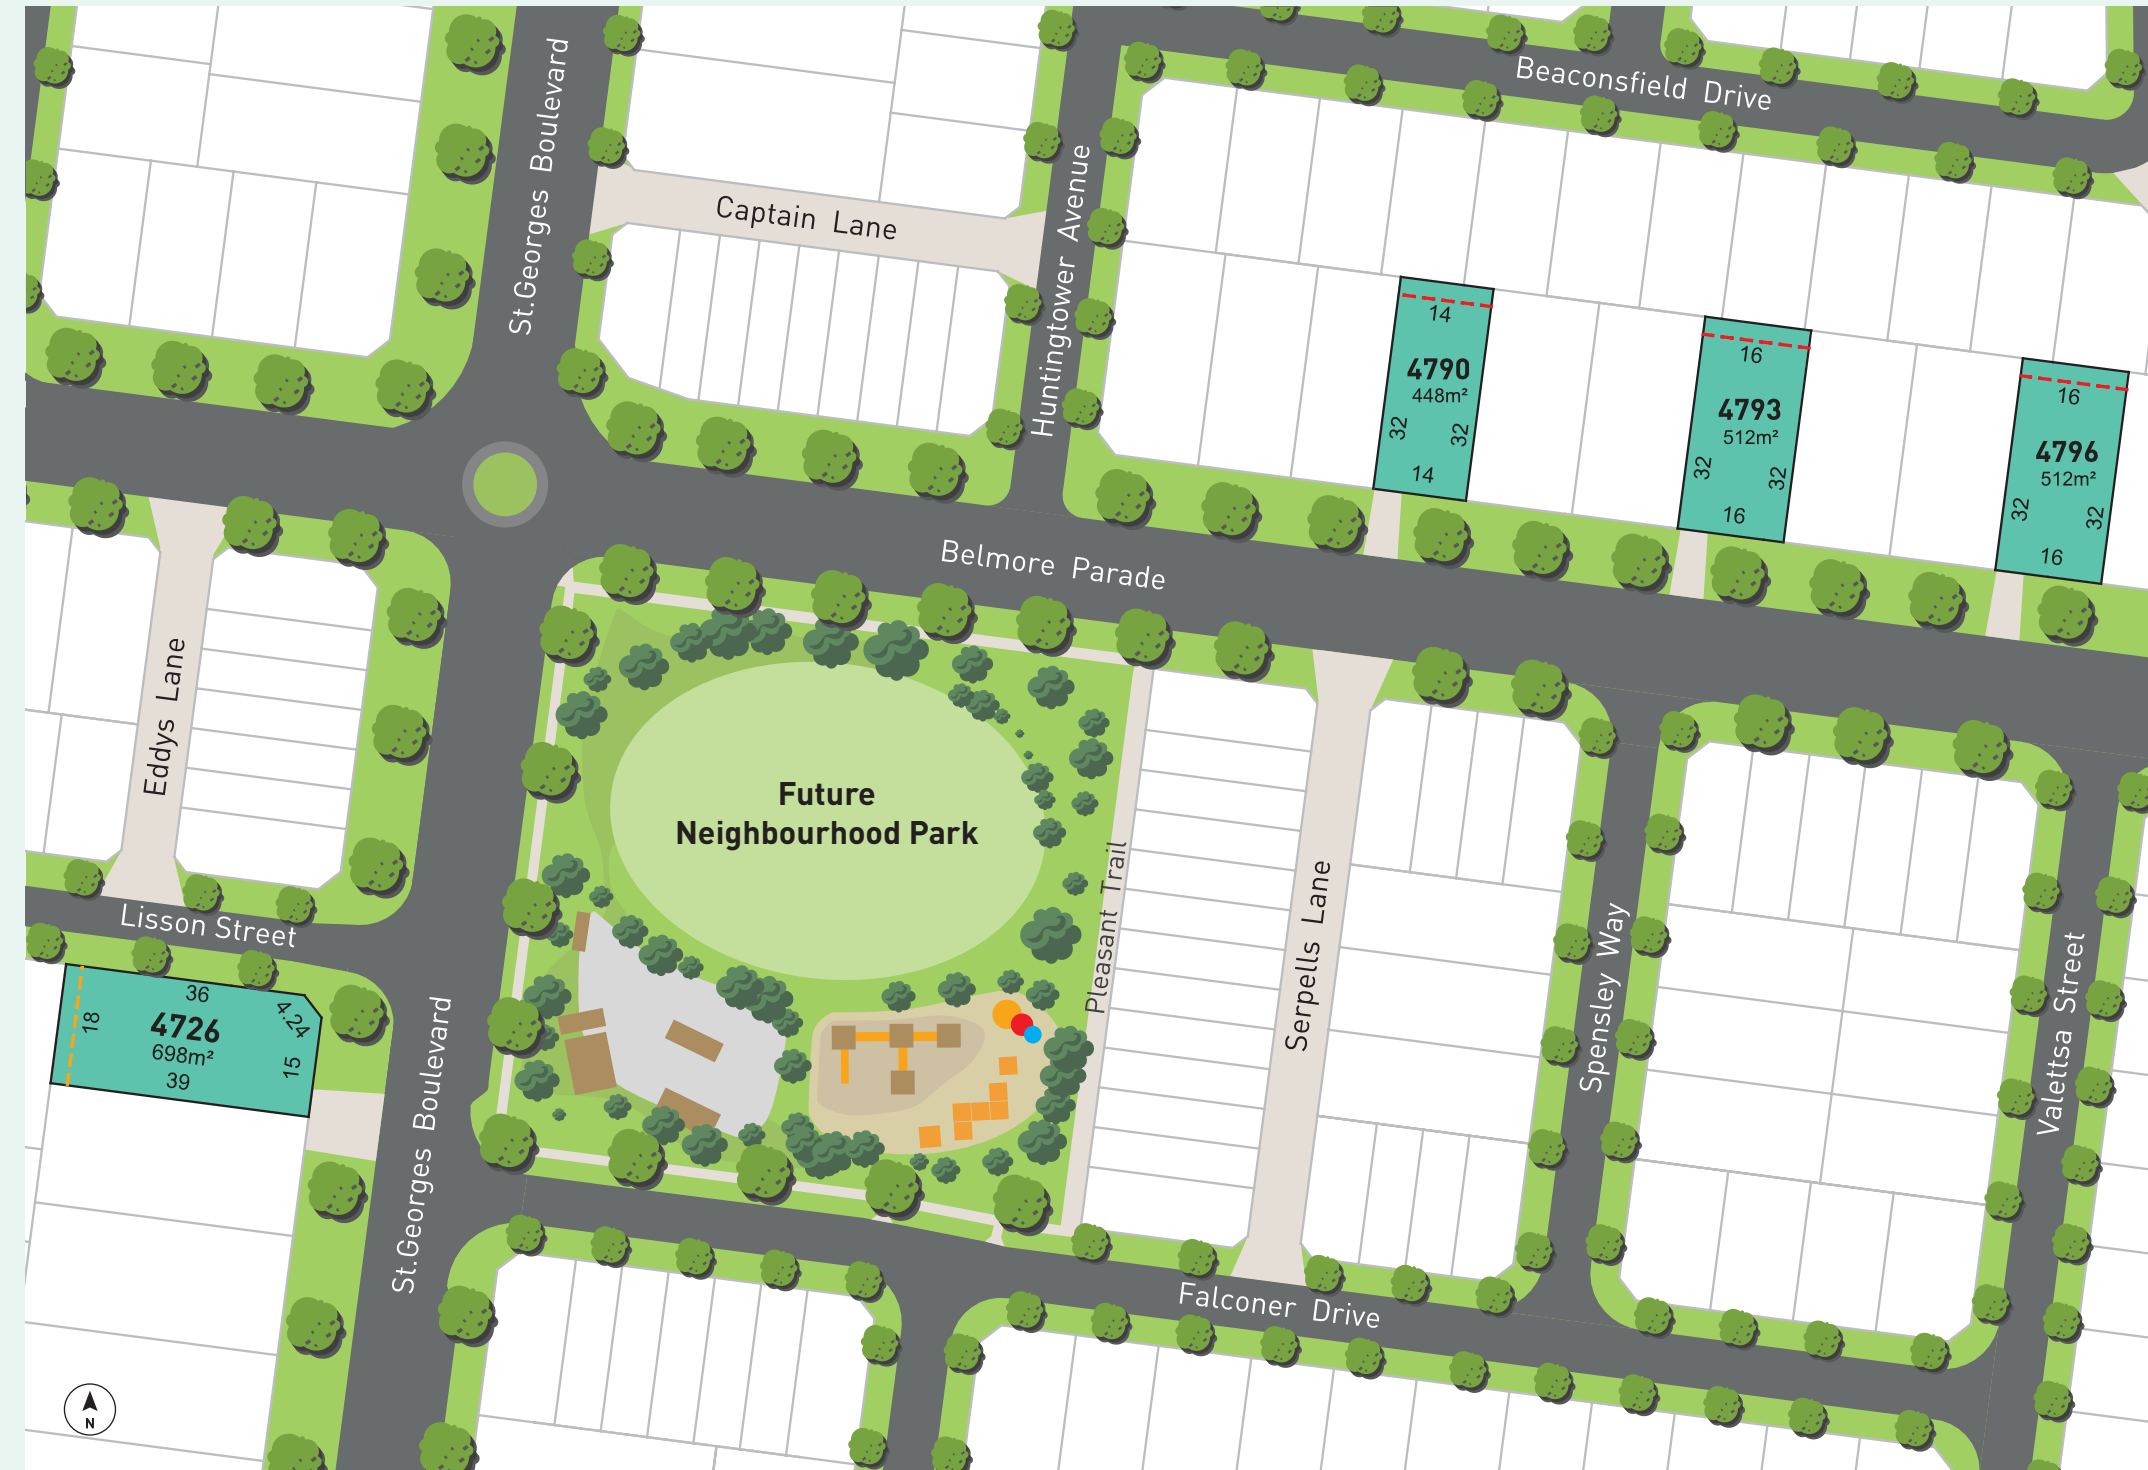 Beaconsfield Drive
St.Georges Boulevard
Captain Lane
Huntingtower Avenue
14
4790
448m²
32
32
14
16
4793
512m²
32
32
16
16
4796
512m²
32
32
16
Belmore Parade
Eddys Lane
Future
Neighbourhood Park
Pleasant Trail
Serpells Lane
Spensley Way
Valettsa Street
Lisson Street
36
4.24
18
4726
698m²
15
39
St.Georges Boulevard
Falconer Drive
N